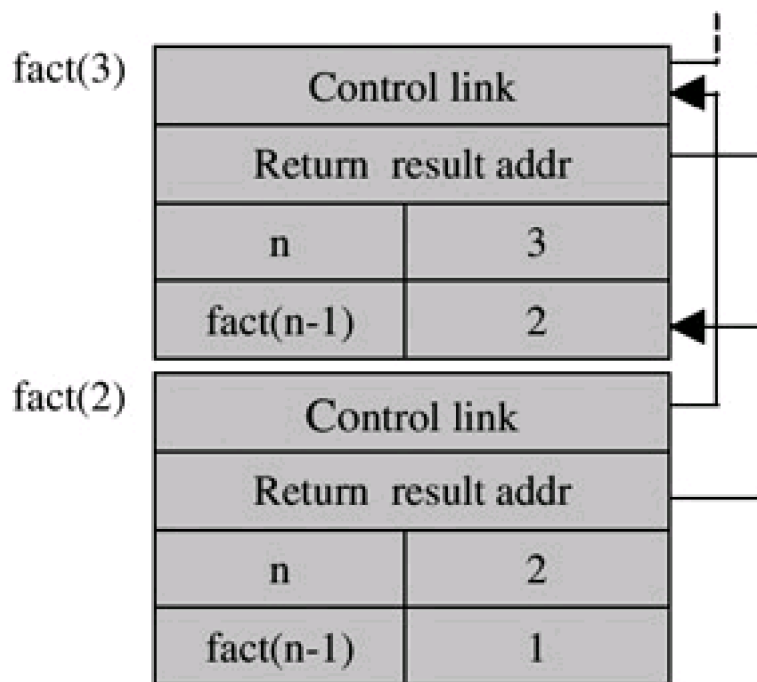 fact(3)
Control link
Return result addr
n 3
fact(n-1) 2
fact(2)
Control link
Return result addr
n 2
fact(n-1) 1